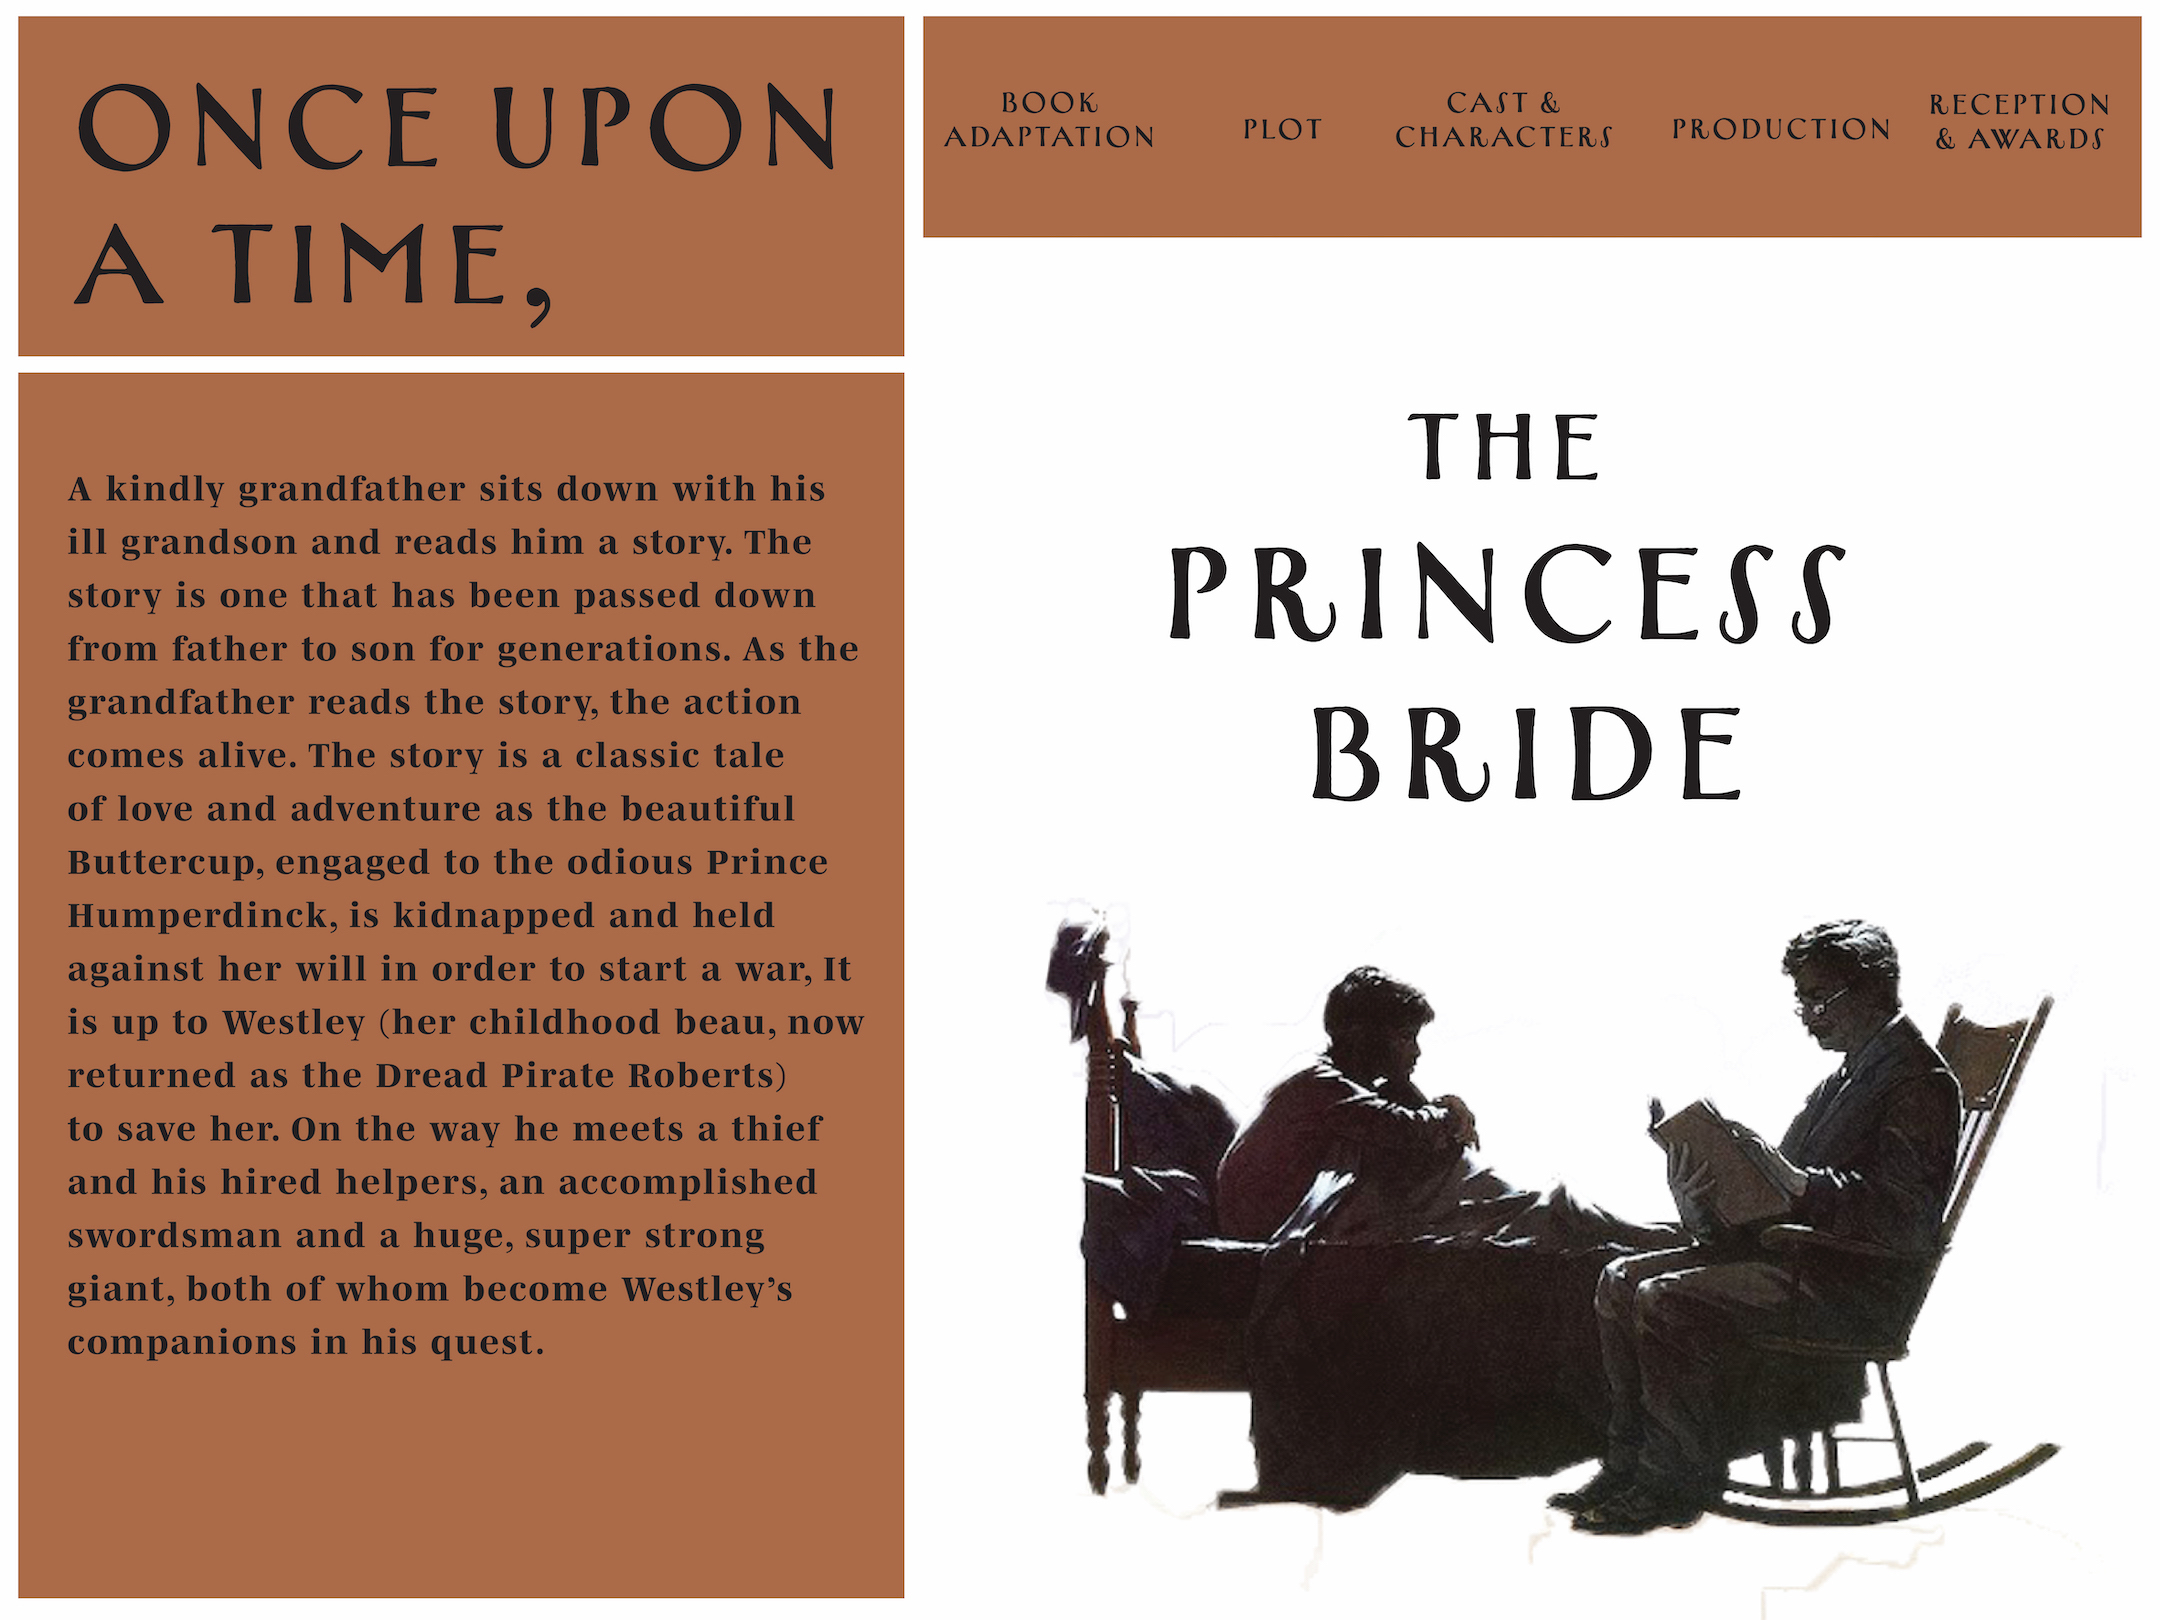 ONCE UPON
A TIME,
A kindly grandfather sits down with his
ill grandson and reads him a story. The
story is one that has been passed down
from father to son for generations. As the
grandfather reads the story, the action
comes alive. The story is a classic tale
of love and adventure as the beautiful
Buttercup, engaged to the odious Prince
Humperdinck, is kidnapped and held
against her will in order to start a war, It
is up to Westley (her childhood beau, now
returned as the Dread Pirate Roberts)
to save her. On the way he meets a thief
and his hired helpers, an accomplished
swordsman and a huge, super strong
giant, both of whom become Westley’s
companions in his quest.
BOOK
ADAPTATION
PLOT
CAST &
CHARACTERS
PRODUCTION
RECEPTION
& AWARDS
THE
PRINCESS
BRIDE